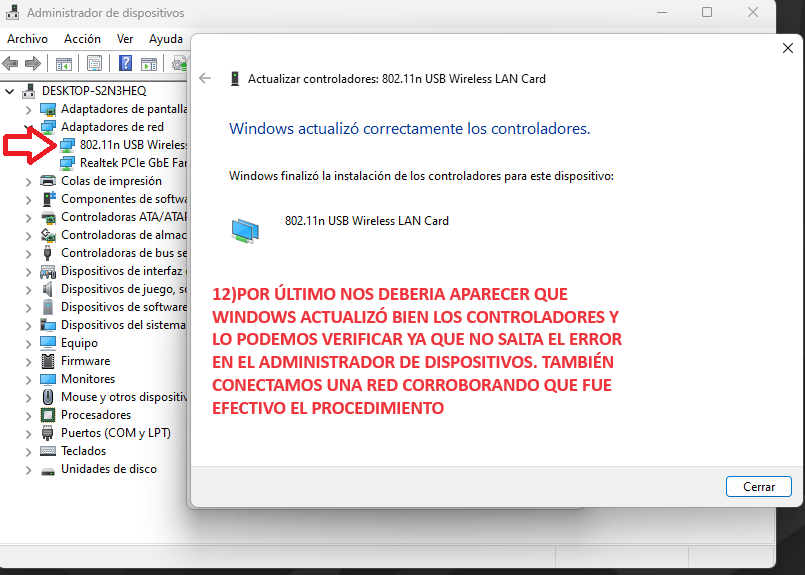 Administrador de dispositivos
Archivo Acción Ver Ayuda
DESKTOP-S2N3HEQ
Adaptadores de pantalla
Adaptadores de red
802.11n USB Wireles
Realtek PCIe GbE Far
Colas de impresión
Componentes de softwa
Controladoras ATA/ATAP
Controladoras de almac
Controladoras de bus se
Dispositivos de interfaz
Dispositivos de juego, so
Dispositivos de software
Dispositivos del sistema
Equipo
Firmware
Monitores
Mouse y otros dispositiv
Procesadores
Puertos (COM y LPT)
Teclados
Unidades de disco
Actualizar controladores: 802.11n USB Wireless LAN Card
Windows actualizó correctamente los controladores.
Windows finalizó la instalación de los controladores para este dispositivo:
802.11n USB Wireless LAN Card
12)POR ÚLTIMO NOS DEBERIA APARECER QUE
WINDOWS ACTUALIZÓ BIEN LOS CONTROLADORES Y
LO PODEMOS VERIFICAR YA QUE NO SALTA EL ERROR
EN EL ADMINISTRADOR DE DISPOSITIVOS. TAMBIÉN
CONECTAMOS UNA RED CORROBORANDO QUE FUE
EFECTIVO EL PROCEDIMIENTO
Cerrar